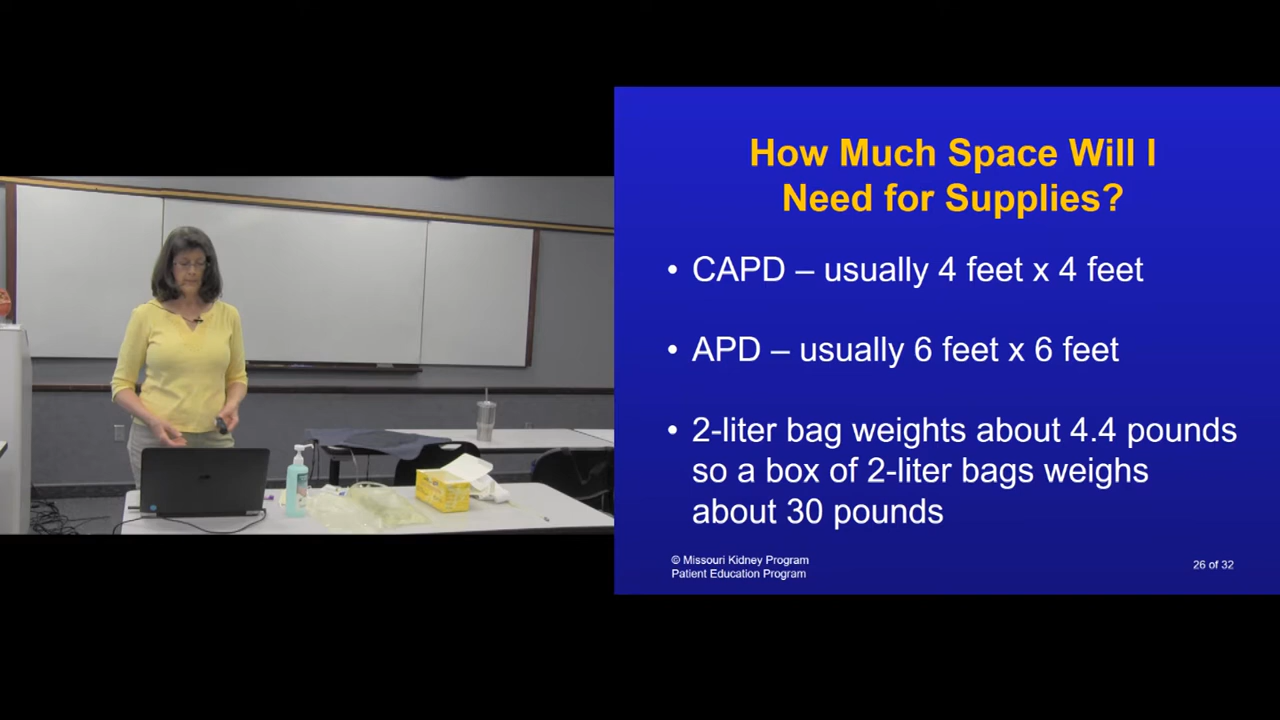 How Much Space Will I
Need for Supplies?
• CAPD – usually 4 feet x 4 feet
• APD – usually 6 feet x 6 feet
• 2-liter bag weights about 4.4 pounds
so a box of 2-liter bags weighs
about 30 pounds
© Missouri Kidney Program
Patient Education Program
26 of 32